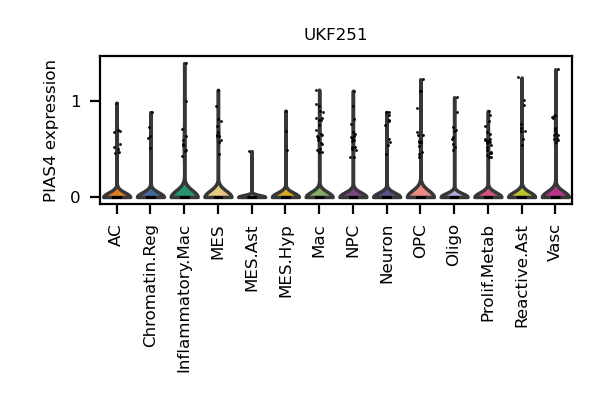 UKF251
PIAS4 expression
1
0
AC
Chromatin.Reg
Inflammatory.Mac
MES
MES.Ast
MES.Hyp
Mac
NPC
Neuron
OPC
Oligo
Prolif.Metab
Reactive.Ast
Vasc